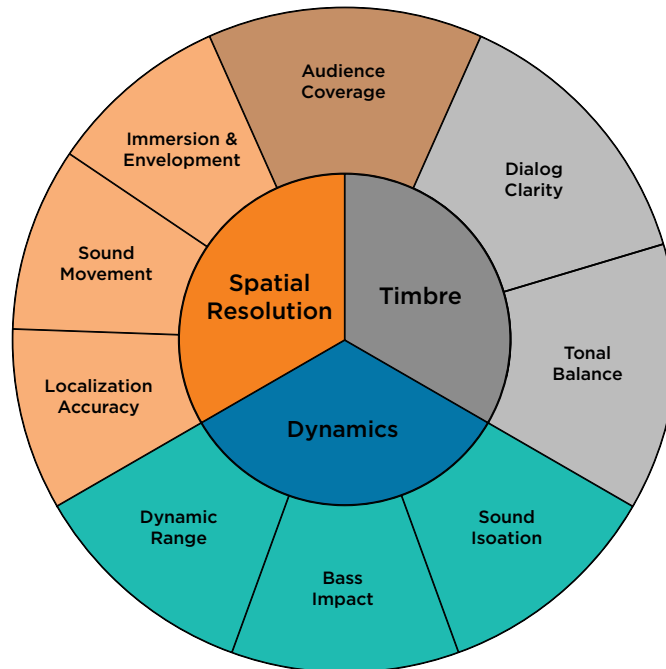 Audience
Coverage
Immersion &
Envelopment
Dialog
Clarity
Sound
Movement
Spatial
Resolution
Timbre
Tonal
Balance
Localization
Accuracy
Dynamics
Dynamic
Range
Sound
Isoation
Bass
Impact